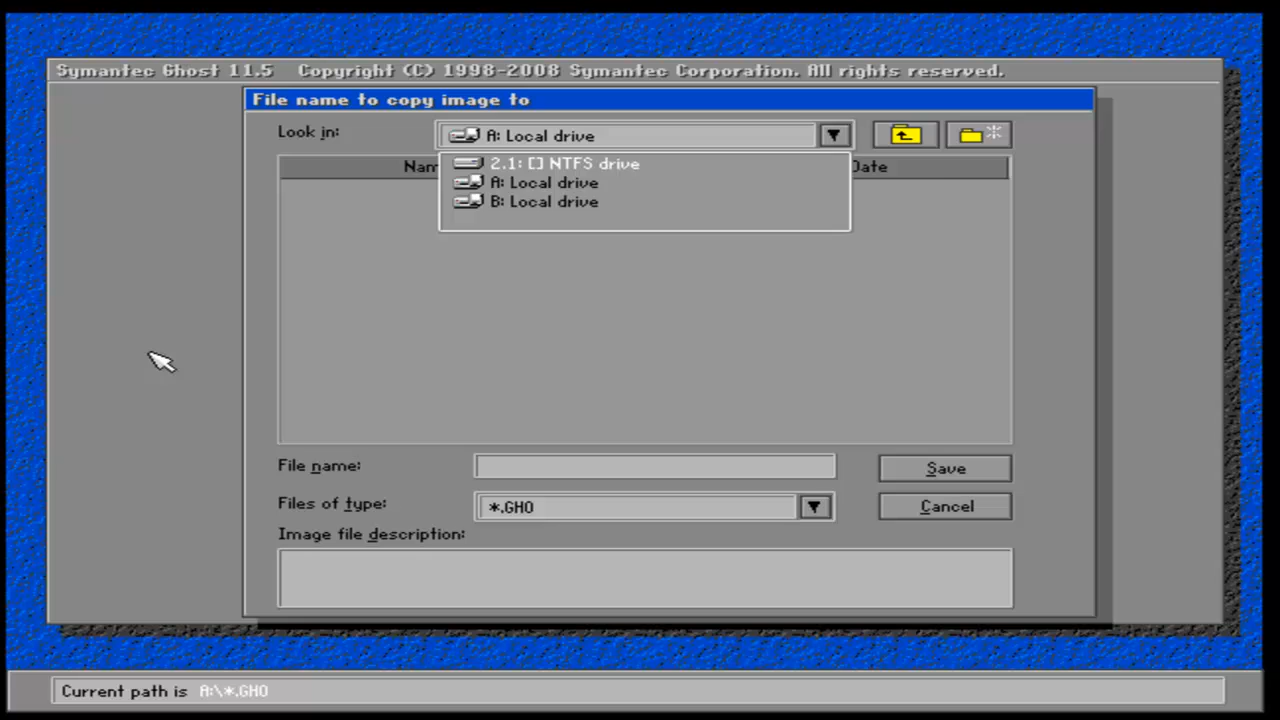 Symantec Ghost 11.5   Copyright (C) 1998-2008 Symantec Corporation. All rights reserved.
File name to copy image to
Look in:
A: Local drive
2.1: [] NTFS drive
A: Local drive
B: Local drive
Date
File name:
Save
Files of type:
*.GHO
Cancel
Image file description:
Current path is A:\*.GHO